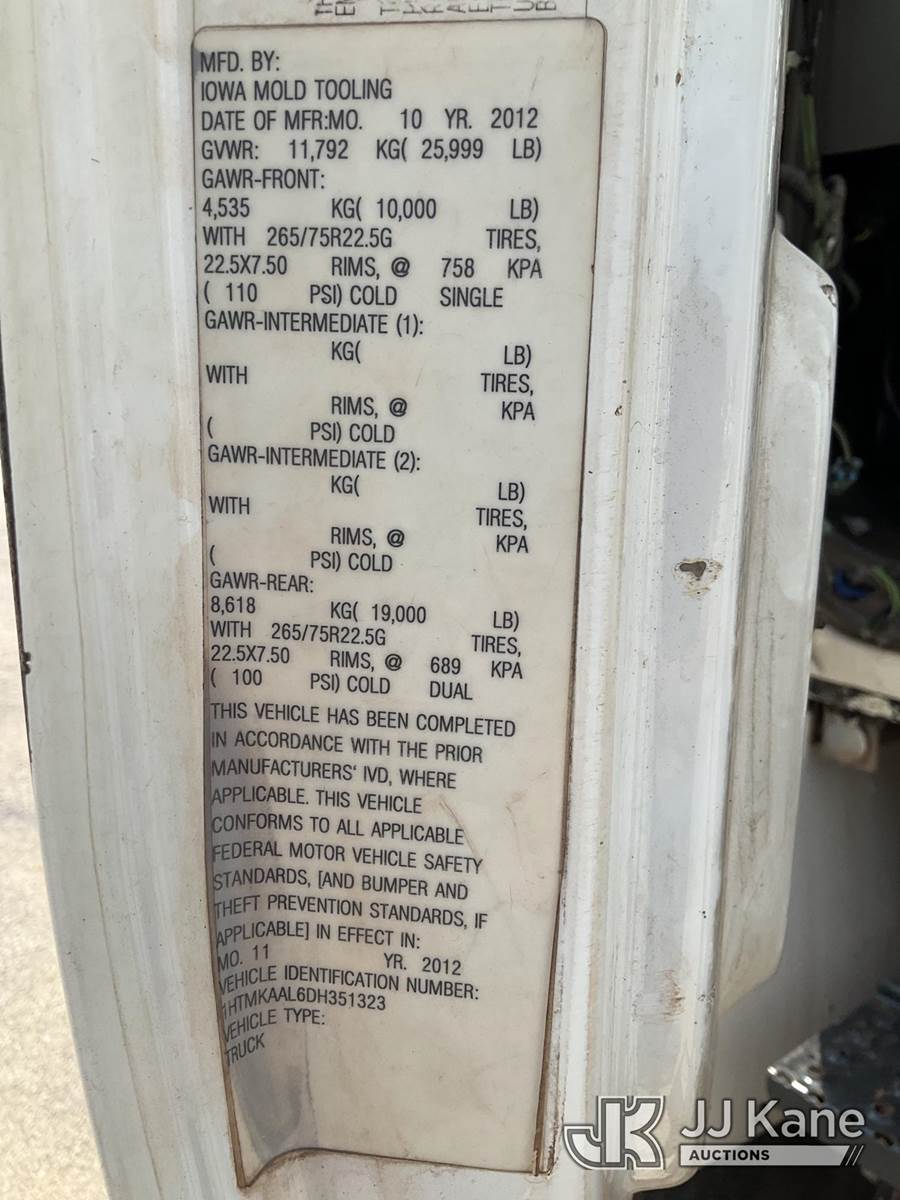 MFD. BY:
IOWA MOLD TOOLING
DATE OF MFR:MO. 10 YR. 2012
GVWR: 11,792 KG( 25,999 LB)
GAWR-FRONT:
4,535 KG( 10,000 LB)
WITH 265/75R22.5G TIRES,
22.5X7.50 RIMS, @ 758 KPA
( 110 PSI) COLD SINGLE
GAWR-INTERMEDIATE (1):
KG( LB)
WITH TIRES,
RIMS, @ KPA
( PSI) COLD
GAWR-INTERMEDIATE (2):
KG( LB)
WITH TIRES,
RIMS, @ KPA
( PSI) COLD
GAWR-REAR:
8,618 KG( 19,000 LB)
WITH 265/75R22.5G TIRES,
22.5X7.50 RIMS, @ 689 KPA
( 100 PSI) COLD DUAL
THIS VEHICLE HAS BEEN COMPLETED
IN ACCORDANCE WITH THE PRIOR
MANUFACTURERS' IVD, WHERE
APPLICABLE. THIS VEHICLE
CONFORMS TO ALL APPLICABLE
FEDERAL MOTOR VEHICLE SAFETY
STANDARDS, [AND BUMPER AND
THEFT PREVENTION STANDARDS, IF
APPLICABLE] IN EFFECT IN:
MO. 11 YR. 2012
VEHICLE IDENTIFICATION NUMBER:
1HTMKAAL6DH351323
VEHICLE TYPE:
TRUCK
JK JJ Kane
AUCTIONS